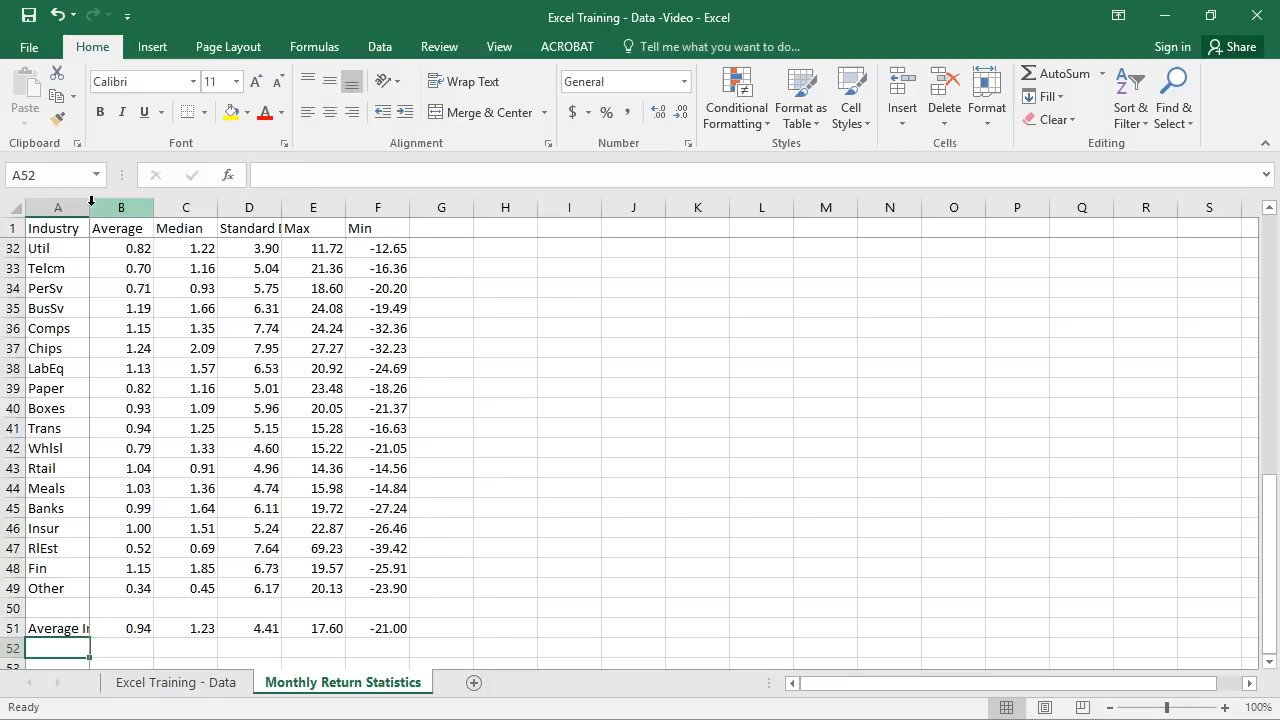 Excel Training - Data -Video - Excel
File Home Insert Page Layout Formulas Data Review View ACROBAT Tell me what you want to do... Sign in Share
Paste Calibri 11 Wrap Text General Conditional Formatting Format as Table Cell Styles Insert Delete Format AutoSum Sort & Filter Find & Select
B I U Merge & Center $ % , Fill
Clear
Clipboard Font Alignment Number Styles Cells Editing
A52 fx
A B C D E F G H I J K L M N O P Q R S
1 Industry Average Median Standard D Max Min
32 Util 0.82 1.22 3.90 11.72 -12.65
33 Telcm 0.70 1.16 5.04 21.36 -16.36
34 PerSv 0.71 0.93 5.75 18.60 -20.20
35 BusSv 1.19 1.66 6.31 24.08 -19.49
36 Comps 1.15 1.35 7.74 24.24 -32.36
37 Chips 1.24 2.09 7.95 27.27 -32.23
38 LabEq 1.13 1.57 6.53 20.92 -24.69
39 Paper 0.82 1.16 5.01 23.48 -18.26
40 Boxes 0.93 1.09 5.96 20.05 -21.37
41 Trans 0.94 1.25 5.15 15.28 -16.63
42 Whlsl 0.79 1.33 4.60 15.22 -21.05
43 Rtail 1.04 0.91 4.96 14.36 -14.56
44 Meals 1.03 1.36 4.74 15.98 -14.84
45 Banks 0.99 1.64 6.11 19.72 -27.24
46 Insur 1.00 1.51 5.24 22.87 -26.46
47 RlEst 0.52 0.69 7.64 69.23 -39.42
48 Fin 1.15 1.85 6.73 19.57 -25.91
49 Other 0.34 0.45 6.17 20.13 -23.90
50
51 Average In 0.94 1.23 4.41 17.60 -21.00
52
53
Excel Training - Data Monthly Return Statistics
Ready 100%